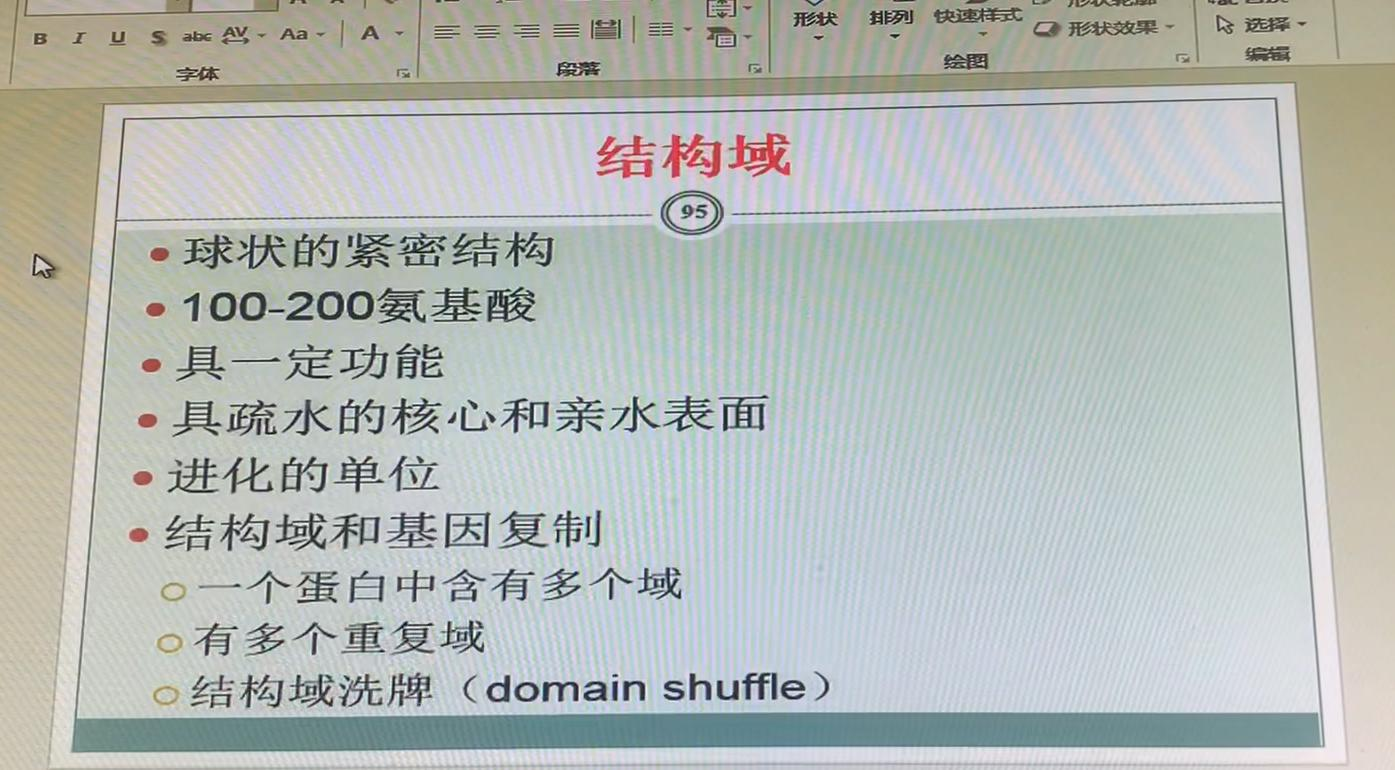 B I U S abc AV Aa A
形状 排列 快速样式 形状效果 选择
字体 段落 绘图 编辑
结构域
95
球状的紧密结构
100-200氨基酸
具一定功能
具疏水的核心和亲水表面
进化的单位
结构域和基因复制
一个蛋白中含有多个域
有多个重复域
结构域洗牌（domain shuffle）